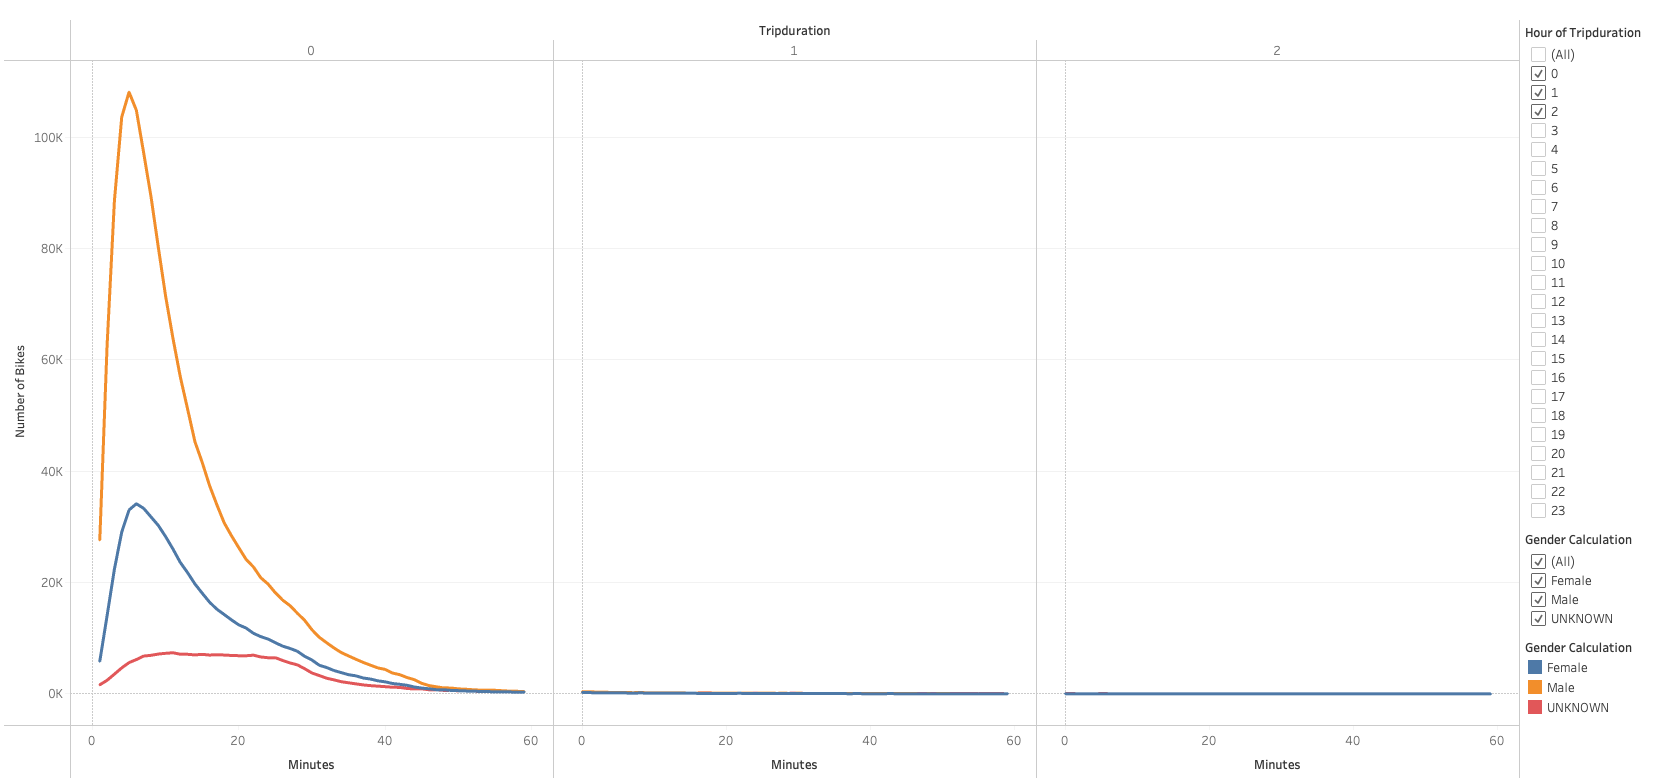 Tripduration
0 1 2
100K
80K
60K
40K
20K
0K
Number of Bikes
0 20 40 60 0 20 40 60 0 20 40 60
Minutes Minutes Minutes
Hour of Tripduration
(All)
0
1
2
3
4
5
6
7
8
9
10
11
12
13
14
15
16
17
18
19
20
21
22
23
Gender Calculation
(All)
Female
Male
UNKNOWN
Gender Calculation
Female
Male
UNKNOWN